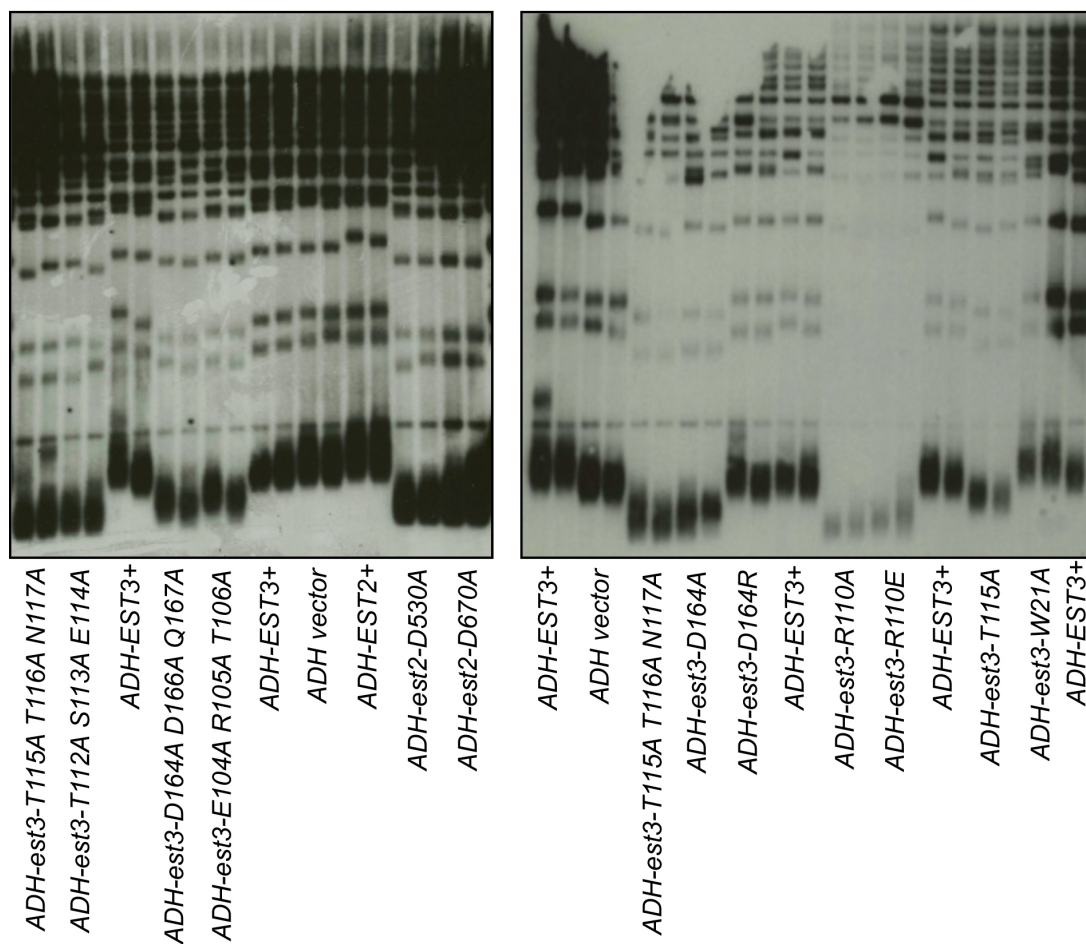 ADH-est3-T115A T116A N117A
ADH-est3-T112A S113A E114A
ADH-EST3+
ADH-est3-D164A D166A Q167A
ADH-est3-E104A R105A T106A
ADH-EST3+
ADH vector
ADH-EST2+
ADH-est2-D530A
ADH-est2-D670A
ADH-EST3+
ADH vector
ADH-est3-T115A T116A N117A
ADH-est3-D164A
ADH-est3-D164R
ADH-EST3+
ADH-est3-R110A
ADH-est3-R110E
ADH-EST3+
ADH-est3-T115A
ADH-est3-W21A
ADH-EST3+